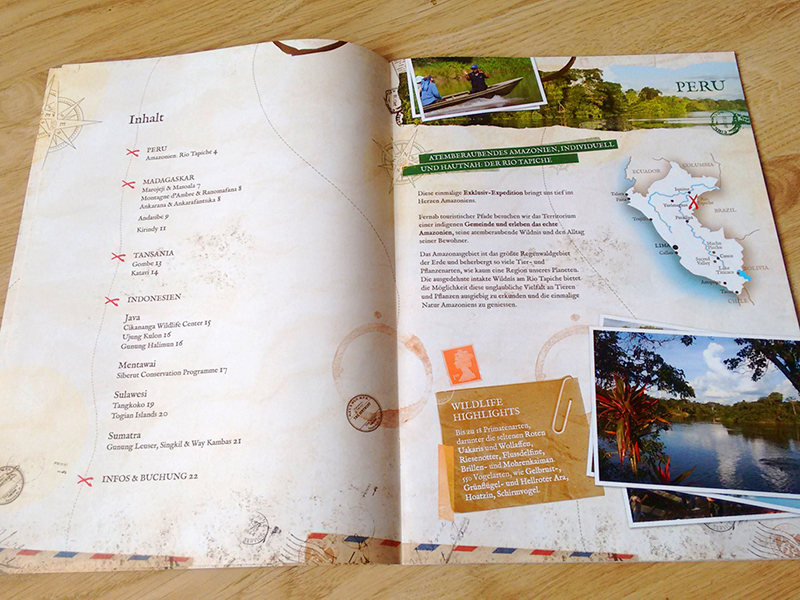 Inhalt
PERU
Amazonien: Rio Tapiche 4
MADAGASKAR
Marojeji & Masoala 7
Montagne d'Ambre & Ranomafana 8
Ankarana & Ankarafantsika 8
Andasibe 9
Kirindy 11
TANSANIA
Gombe 13
Katavi 14
INDONESIEN
Java
Cikananga Wildlife Center 15
Ujung Kulon 16
Gunung Halimun 16
Mentawai
Siberut Conservation Programme 17
Sulawesi
Tangkoko 19
Togian Islands 20
Sumatra
Gunung Leuser, Singkil & Way Kambas 21
INFOS & BUCHUNG 22
PERU
ATEMBERAUBENDES AMAZONIEN, INDIVIDUELL
UND HAUTNAH: DER RIO TAPICHE
Diese einmalige Exklusiv-Expedition bringt uns tief ins
Herzen Amazoniens.
Fernab touristischer Pfade besuchen wir das Territorium
einer indigenen Gemeinde und erleben das echte
Amazonien, seine atemberaubende Wildnis und den Alltag
seiner Bewohner.
Das Amazonasgebiet ist das größte Regenwaldgebiet
der Erde und beherbergt so viele Tier- und
Pflanzenarten, wie kaum eine Region unseres Planeten.
Die ausgedehnte intakte Wildnis am Rio Tapiche bietet
die Möglichkeit diese unglaubliche Vielfalt an Tieren
und Pflanzen ausgiebig zu erkunden und die einmalige
Natur Amazoniens zu geniessen.
ECUADOR
COLUMBIA
BRAZIL
LIMA
Callao
Cusco
Sacred
Valley
Lake
Titicaca
BOLIVIA
CHILE
WILDLIFE
HIGHLIGHTS
Bis zu 18 Primatenarten,
darunter die seltenen Roten
Uakaris und Wollaffen,
Riesenotter, Flussdelfine,
Brillen- und Mohrenkaiman
550 Vögelarten, wie Gelbrust-,
Grünflügel- und Hellroter Ara,
Hoatzin, Schirmvogel